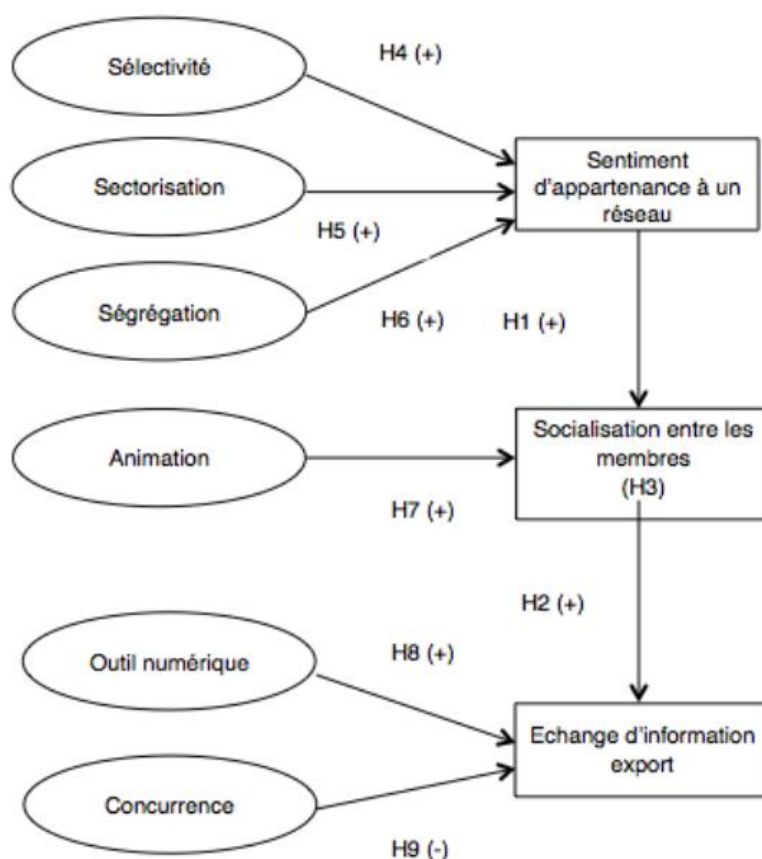 Sélectivité
H4 (+)
Sectorisation
H5 (+)
Ségrégation
H6 (+)
Sentiment
d'appartenance à un
réseau
H1 (+)
Animation
H7 (+)
Socialisation entre les
membres
(H3)
H2 (+)
Outil numérique
H8 (+)
Concurrence
H9 (-)
Echange d'information
export